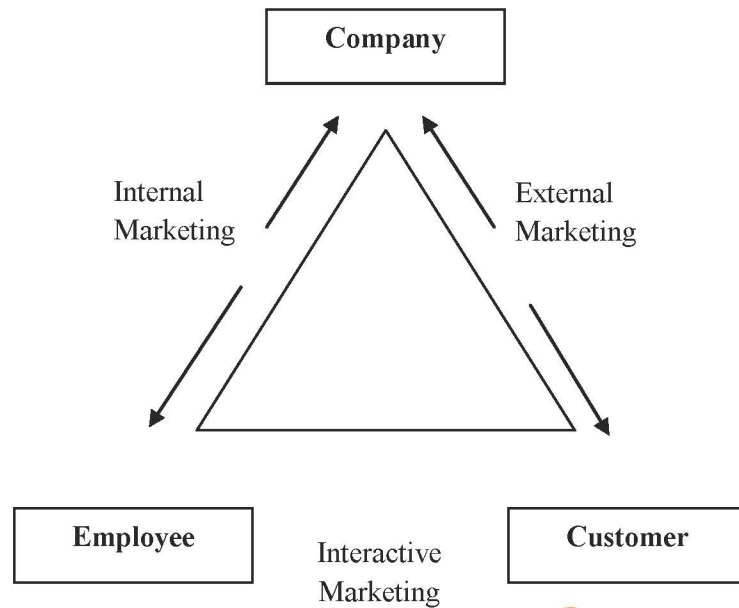 Company
Internal
Marketing
External
Marketing
Employee
Interactive
Marketing
Customer